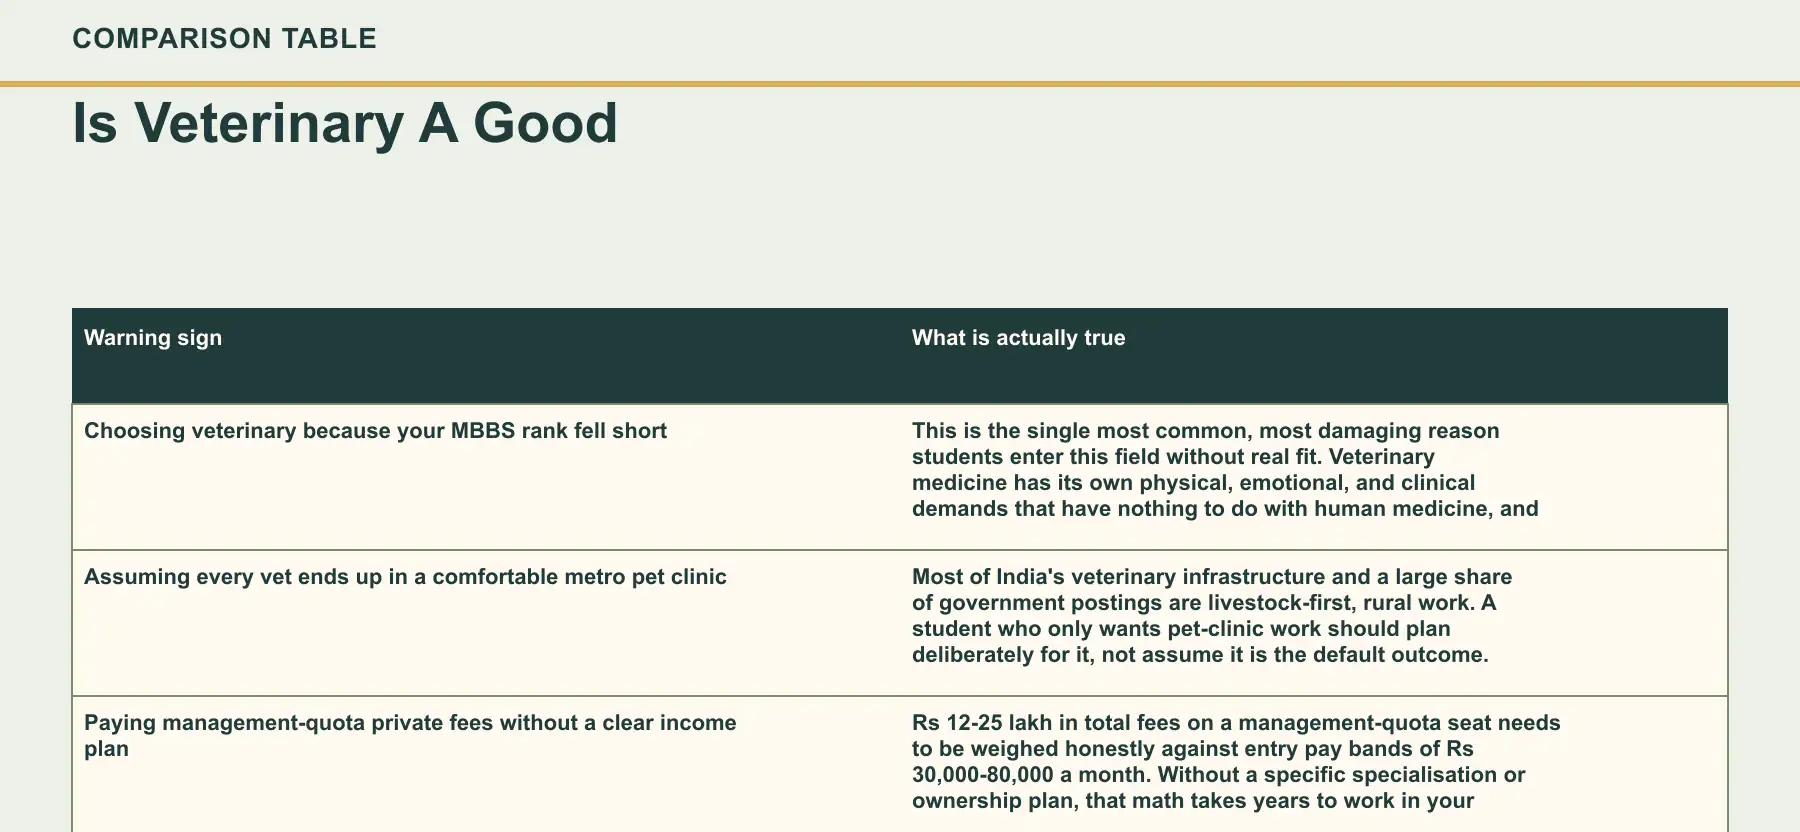 COMPARISON TABLE
Is Veterinary A Good
Warning sign
What is actually true
Choosing veterinary because your MBBS rank fell short
This is the single most common, most damaging reason
students enter this field without real fit. Veterinary
medicine has its own physical, emotional, and clinical
demands that have nothing to do with human medicine, and
Assuming every vet ends up in a comfortable metro pet clinic
Most of India's veterinary infrastructure and a large share
of government postings are livestock-first, rural work. A
student who only wants pet-clinic work should plan
deliberately for it, not assume it is the default outcome.
Paying management-quota private fees without a clear income
plan
Rs 12-25 lakh in total fees on a management-quota seat needs
to be weighed honestly against entry pay bands of Rs
30,000-80,000 a month. Without a specific specialisation or
ownership plan, that math takes years to work in your